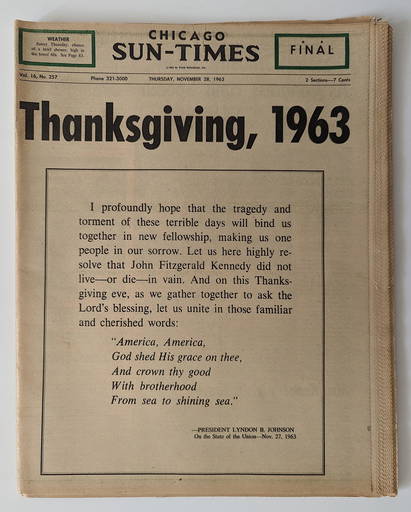 WEATHER
CHICAGO
SUN-TIMES
FINAL
Vol. 16, No. 257
Phone 321-3000
THURSDAY, NOVEMBER 28, 1963
2 Sections—7 Cents
Thanksgiving, 1963
I profoundly hope that the tragedy and
torment of these terrible days will bind us
together in new fellowship, making us one
people in our sorrow. Let us here highly re-
solve that John Fitzgerald Kennedy did not
live—or die—in vain. And on this Thanks-
giving eve, as we gather together to ask the
Lord's blessing, let us unite in those familiar
and cherished words:
"America, America,
God shed His grace on thee,
And crown thy good
With brotherhood
From sea to shining sea."
—PRESIDENT LYNDON B. JOHNSON
On the State of the Union—Nov. 27, 1963